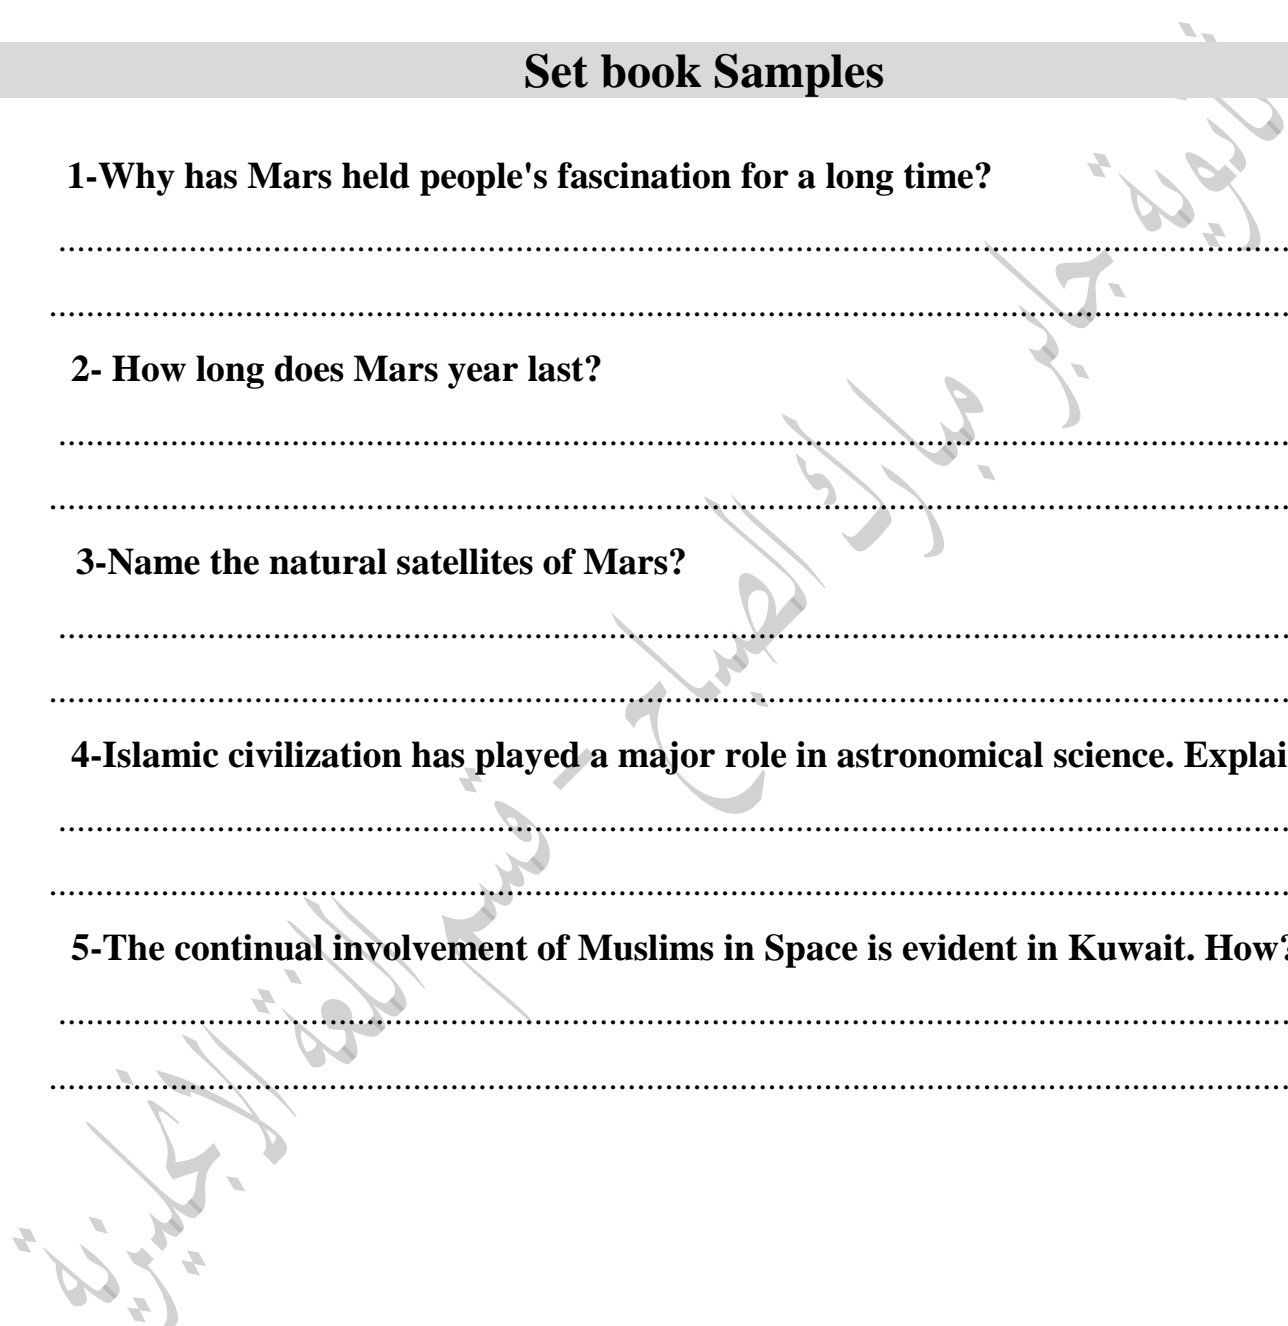 Set book Samples
1-Why has Mars held people's fascination for a long time?
........................................................................................................................................
........................................................................................................................................
2- How long does Mars year last?
........................................................................................................................................
........................................................................................................................................
3-Name the natural satellites of Mars?
........................................................................................................................................
........................................................................................................................................
4-Islamic civilization has played a major role in astronomical science. Explai
........................................................................................................................................
........................................................................................................................................
5-The continual involvement of Muslims in Space is evident in Kuwait. How?
........................................................................................................................................
........................................................................................................................................
ثانوية جابر مبارك الصباح - قسم اللغة الانجليزية